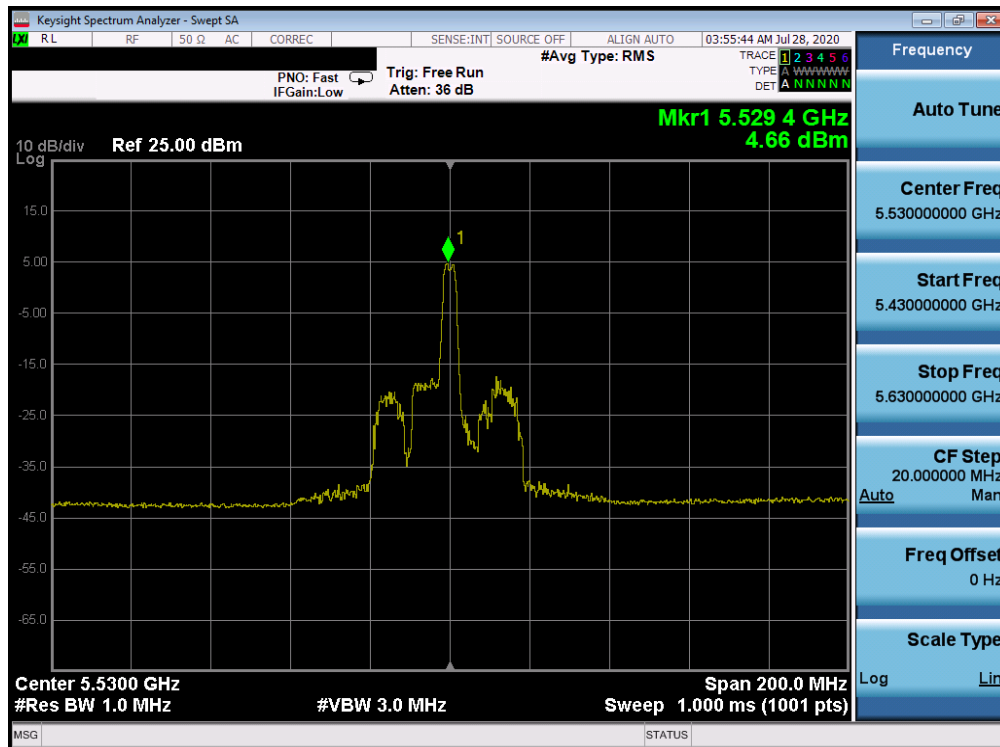 Keysight Spectrum Analyzer - Swept SA
LXI RL RF 50 Ω AC CORREC SENSE:INT SOURCE OFF ALIGN AUTO 03:55:44 AM Jul 28, 2020
#Avg Type: RMS
TRACE 1 2 3 4 5 6
PNO: Fast Trig: Free Run
TYPE A WWWWW
IFGain:Low Atten: 36 dB
DET A N N N N N
Mkr1 5.529 4 GHz
4.66 dBm
10 dB/div Ref 25.00 dBm
Log
15.0
1
5.00
-5.00
-15.0
-25.0
-35.0
-45.0
-55.0
-65.0
Center 5.5300 GHz Span 200.0 MHz
#Res BW 1.0 MHz #VBW 3.0 MHz Sweep 1.000 ms (1001 pts)
MSG STATUS
Frequency
Auto Tune
Center Freq
5.530000000 GHz
Start Freq
5.430000000 GHz
Stop Freq
5.630000000 GHz
CF Step
20.000000 MHz
Auto Man
Freq Offset
0 Hz
Scale Type
Log Lin